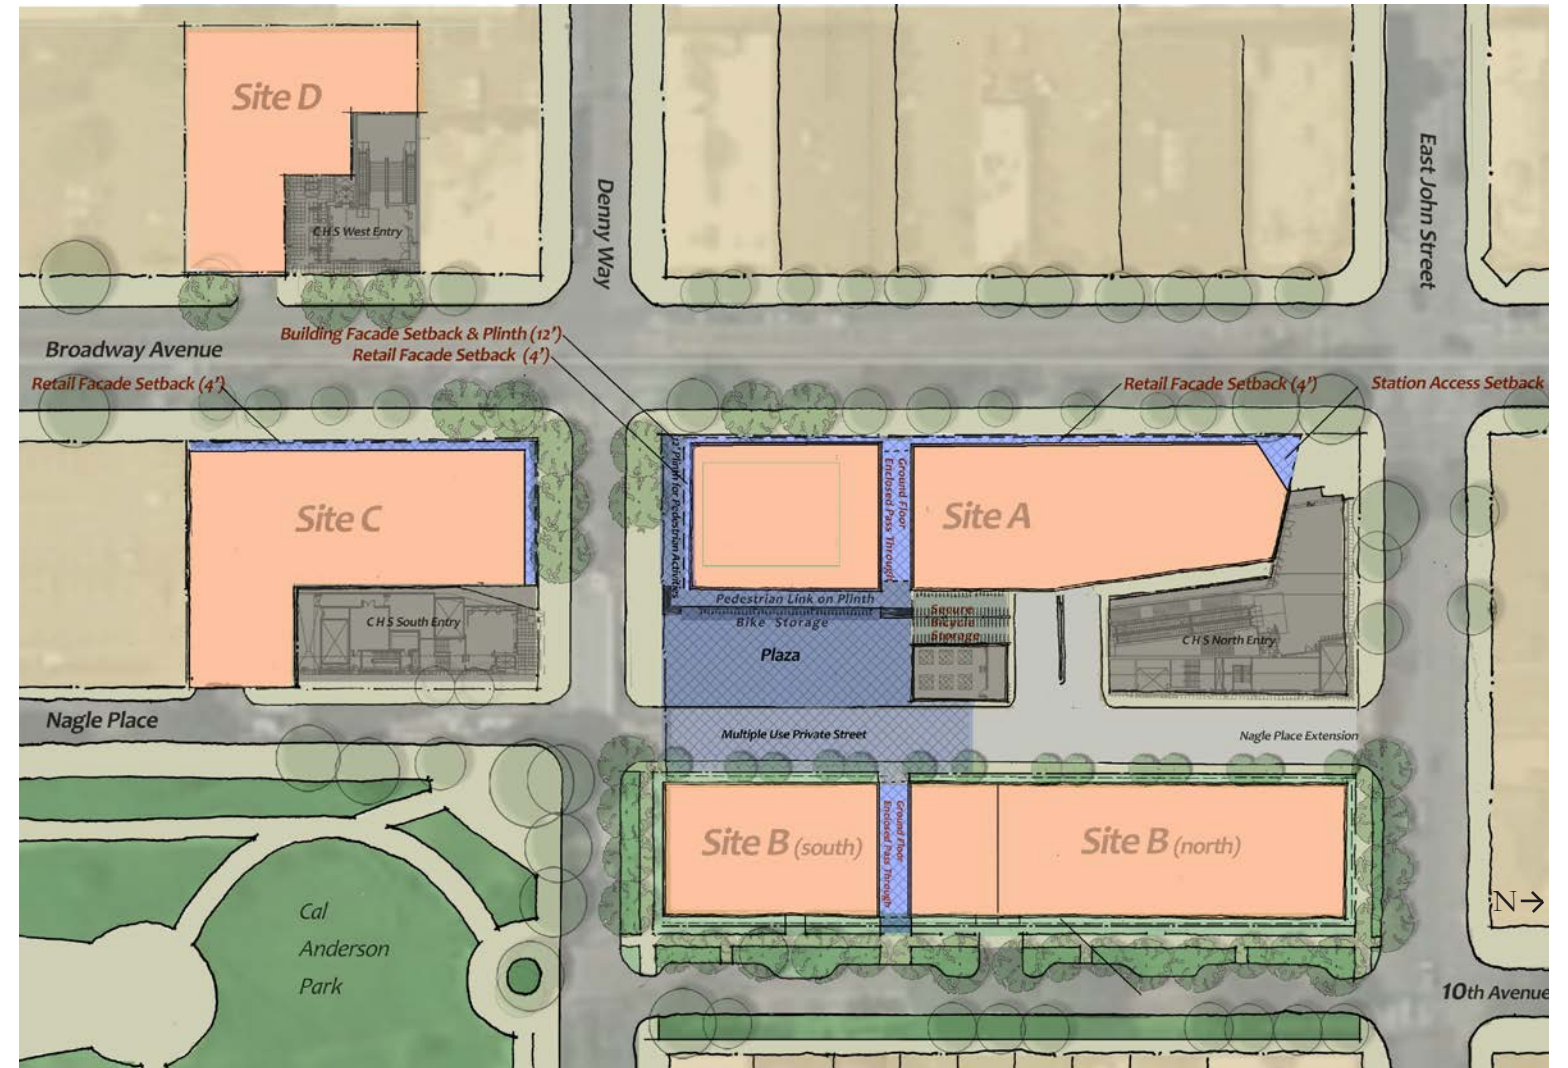 Site D
CHS West Entry
Denny Way
East John Street
Building Facade Setback & Plinth (12')
Retail Facade Setback (4')
Broadway Avenue
Retail Facade Setback (4')
Retail Facade Setback (4')
Station Access Setback
Site C
CHS South Entry
12' Plinth for Pedestrian Activities
Ground Floor
Enclosed Pass Through
Site A
Pedestrian Link on Plinth
Bike Storage
Plaza
Secure
Bicycle
Storage
CHS North Entry
Nagle Place
Multiple Use Private Street
Nagle Place Extension
Site B (south)
Ground Floor
Enclosed Pass Through
Site B (north)
Cal
Anderson
Park
N→
10th Avenue